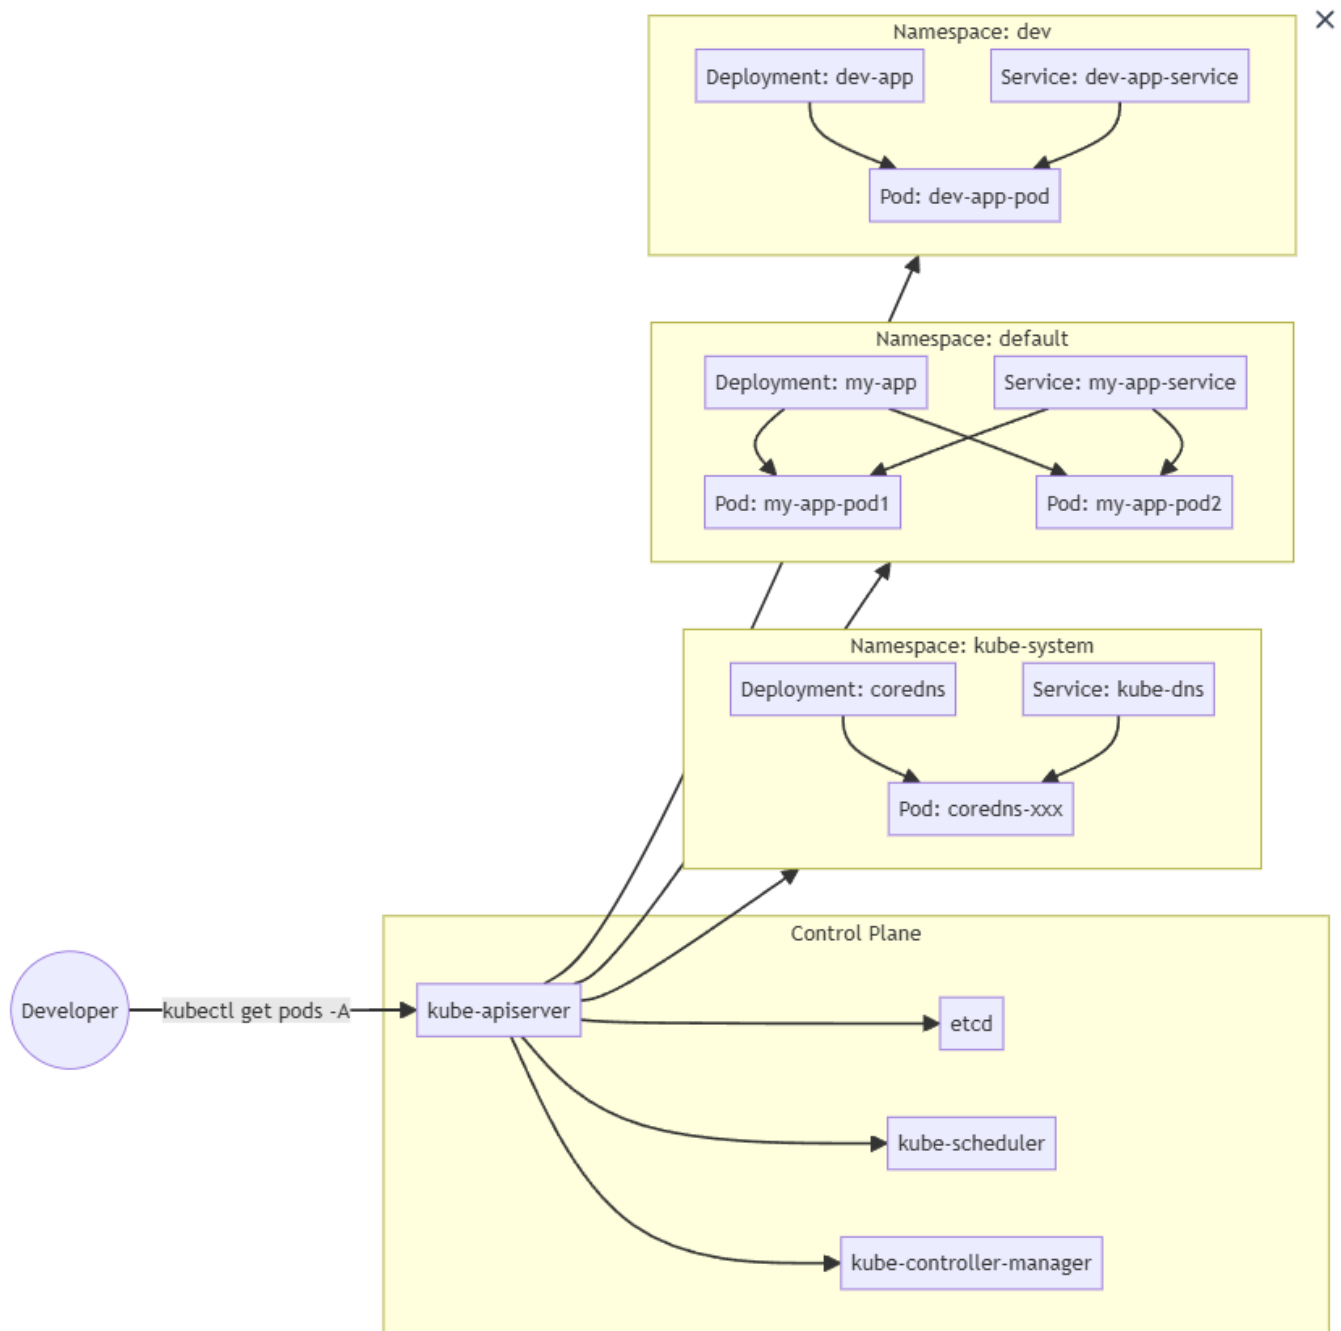 Namespace: dev
Deployment: dev-app
Service: dev-app-service
Pod: dev-app-pod
Namespace: default
Deployment: my-app
Service: my-app-service
Pod: my-app-pod1
Pod: my-app-pod2
Namespace: kube-system
Deployment: coredns
Service: kube-dns
Pod: coredns-xxx
Control Plane
Developer
kubectl get pods -A
kube-apiserver
etcd
kube-scheduler
kube-controller-manager